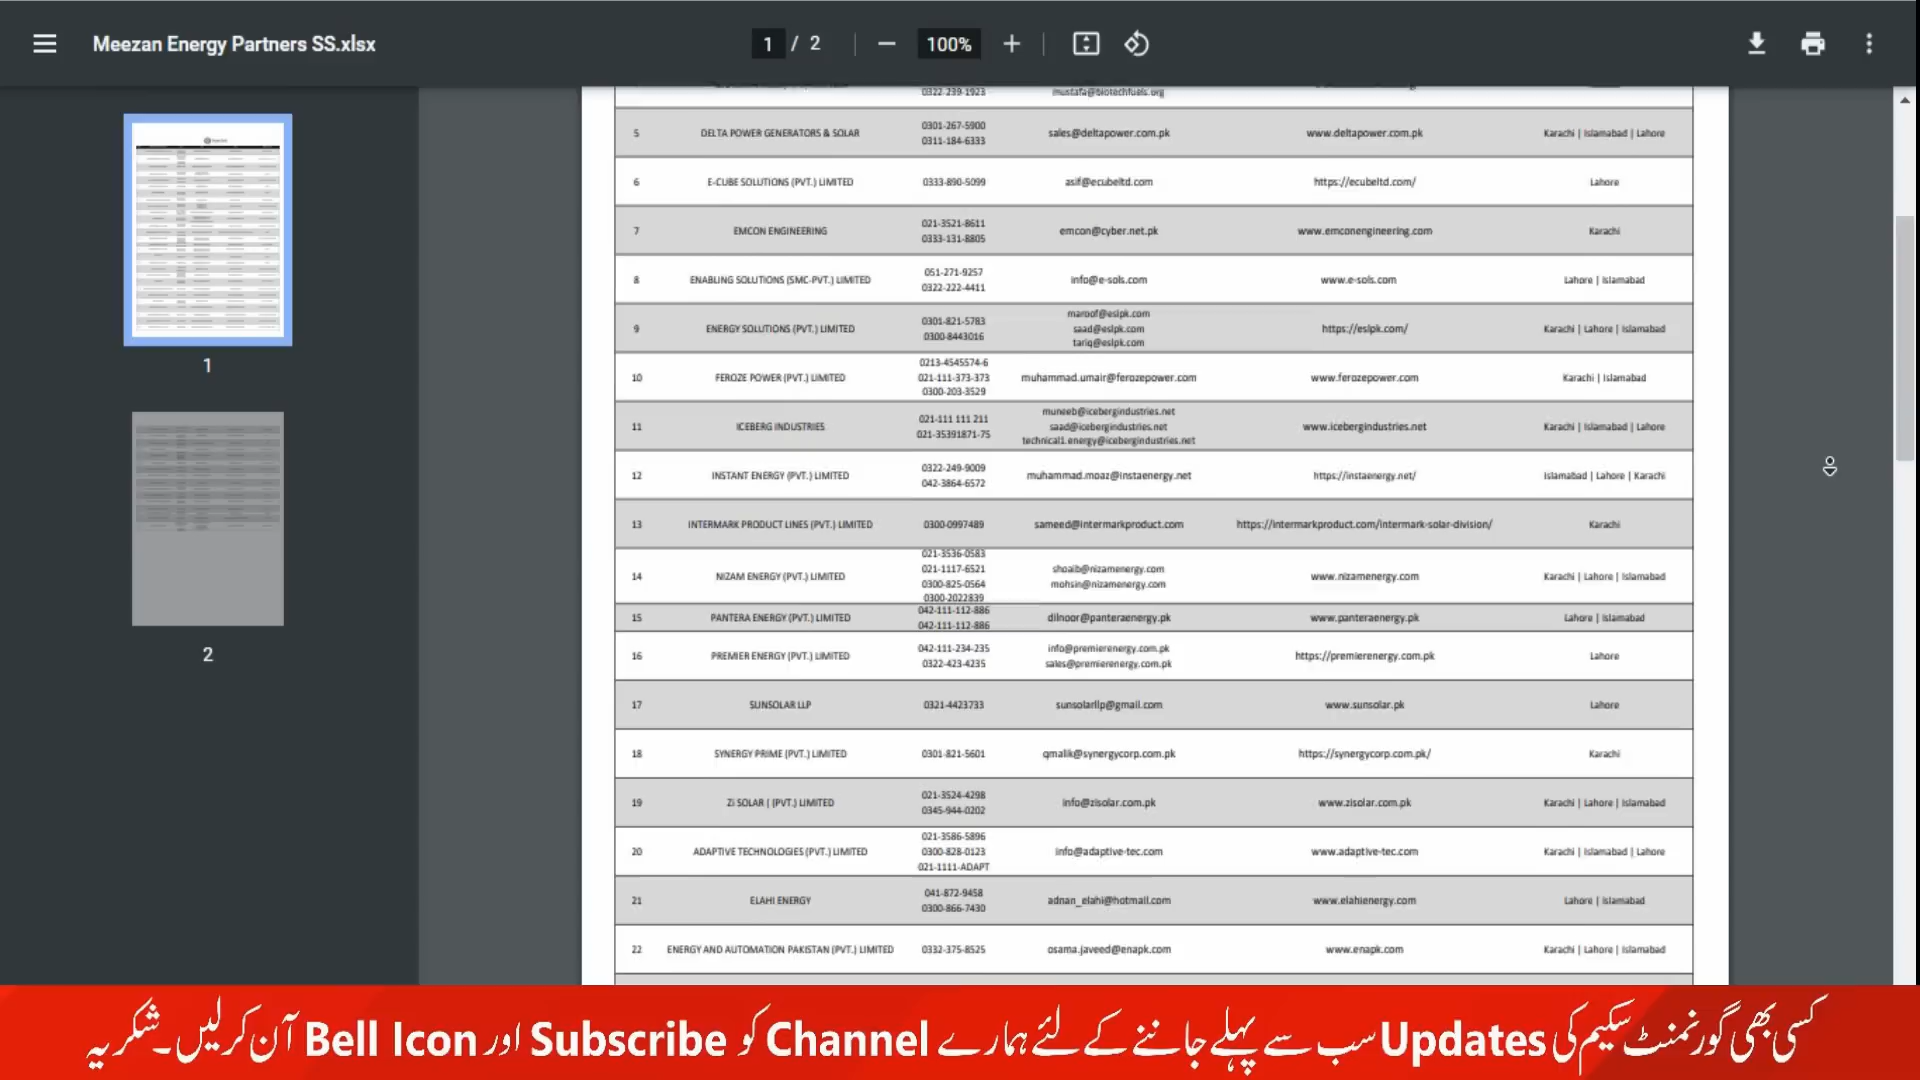 Meezan Energy Partners SS.xlsx
1 / 2
100%
1
2
0322-239-1923 mustafa@biotechfuels.org
5 DELTA POWER GENERATORS & SOLAR 0301-267-5900 0311-184-6333 sales@deltapower.com.pk www.deltapower.com.pk Karachi | Islamabad | Lahore
6 E-CUBE SOLUTIONS (PVT.) LIMITED 0333-890-5099 asif@ecubeltd.com https://ecubeltd.com/ Lahore
7 EMCON ENGINEERING 021-3521-8611 0333-131-8805 emcon@cyber.net.pk www.emconengineering.com Karachi
8 ENABLING SOLUTIONS (SMC-PVT.) LIMITED 051-271-9257 0322-222-4411 info@e-sols.com www.e-sols.com Lahore | Islamabad
9 ENERGY SOLUTIONS (PVT.) LIMITED 0301-821-5783 0300-8443016 maroof@eslpk.com saad@eslpk.com tariq@eslpk.com https://eslpk.com/ Karachi | Lahore | Islamabad
10 FEROZE POWER (PVT.) LIMITED 0213-4545574-6 021-111-373-373 0300-203-3529 muhammad.umair@ferozepower.com www.ferozepower.com Karachi | Islamabad
11 ICEBERG INDUSTRIES 021-111 111 211 021-35391871-75 muneeb@icebergindustries.net saad@icebergindustries.net technical1.energy@icebergindustries.net www.icebergindustries.net Karachi | Islamabad | Lahore
12 INSTANT ENERGY (PVT.) LIMITED 0322-249-9009 042-3864-6572 muhammad.moaz@instaenergy.net https://instaenergy.net/ Islamabad | Lahore | Karachi
13 INTERMARK PRODUCT LINES (PVT.) LIMITED 0300-0997489 sameed@intermarkproduct.com https://intermarkproduct.com/intermark-solar-division/ Karachi
14 NIZAM ENERGY (PVT.) LIMITED 021-3536-0583 021-1117-6521 0300-825-0564 0300-2022839 shoaib@nizamenergy.com mohsin@nizamenergy.com www.nizamenergy.com Karachi | Lahore | Islamabad
15 PANTERA ENERGY (PVT.) LIMITED 042-111-112-886 042-111-112-886 dilnoor@panteraenergy.pk www.panteraenergy.pk Lahore | Islamabad
16 PREMIER ENERGY (PVT.) LIMITED 042-111-234-235 0322-423-4235 info@premierenergy.com.pk sales@premierenergy.com.pk https://premierenergy.com.pk Lahore
17 SUNSOLAR LLP 0321-4423733 sunsolarllp@gmail.com www.sunsolar.pk Lahore
18 SYNERGY PRIME (PVT.) LIMITED 0301-821-5601 qmalik@synergycorp.com.pk https://synergycorp.com.pk/ Karachi
19 Zi SOLAR ( (PVT.) LIMITED 021-3524-4298 0345-944-0202 info@zisolar.com.pk www.zisolar.com.pk Karachi | Lahore | Islamabad
20 ADAPTIVE TECHNOLOGIES (PVT.) LIMITED 021-3586-5896 0300-828-0123 021-1111-ADAPT info@adaptive-tec.com www.adaptive-tec.com Karachi | Islamabad | Lahore
21 ELAHI ENERGY 041-872-9458 0300-866-7430 adnan_elahi@hotmail.com www.elahienergy.com Lahore | Islamabad
22 ENERGY AND AUTOMATION PAKISTAN (PVT.) LIMITED 0332-375-8525 osama.javeed@enapk.com www.enapk.com Karachi | Lahore | Islamabad
کسی بھی گورنمنٹ سکیم کی Updates سب سے پہلے جاننے کے لئے ہمارے Channel کو Subscribe اور Bell Icon آن کر لیں۔شکریہ